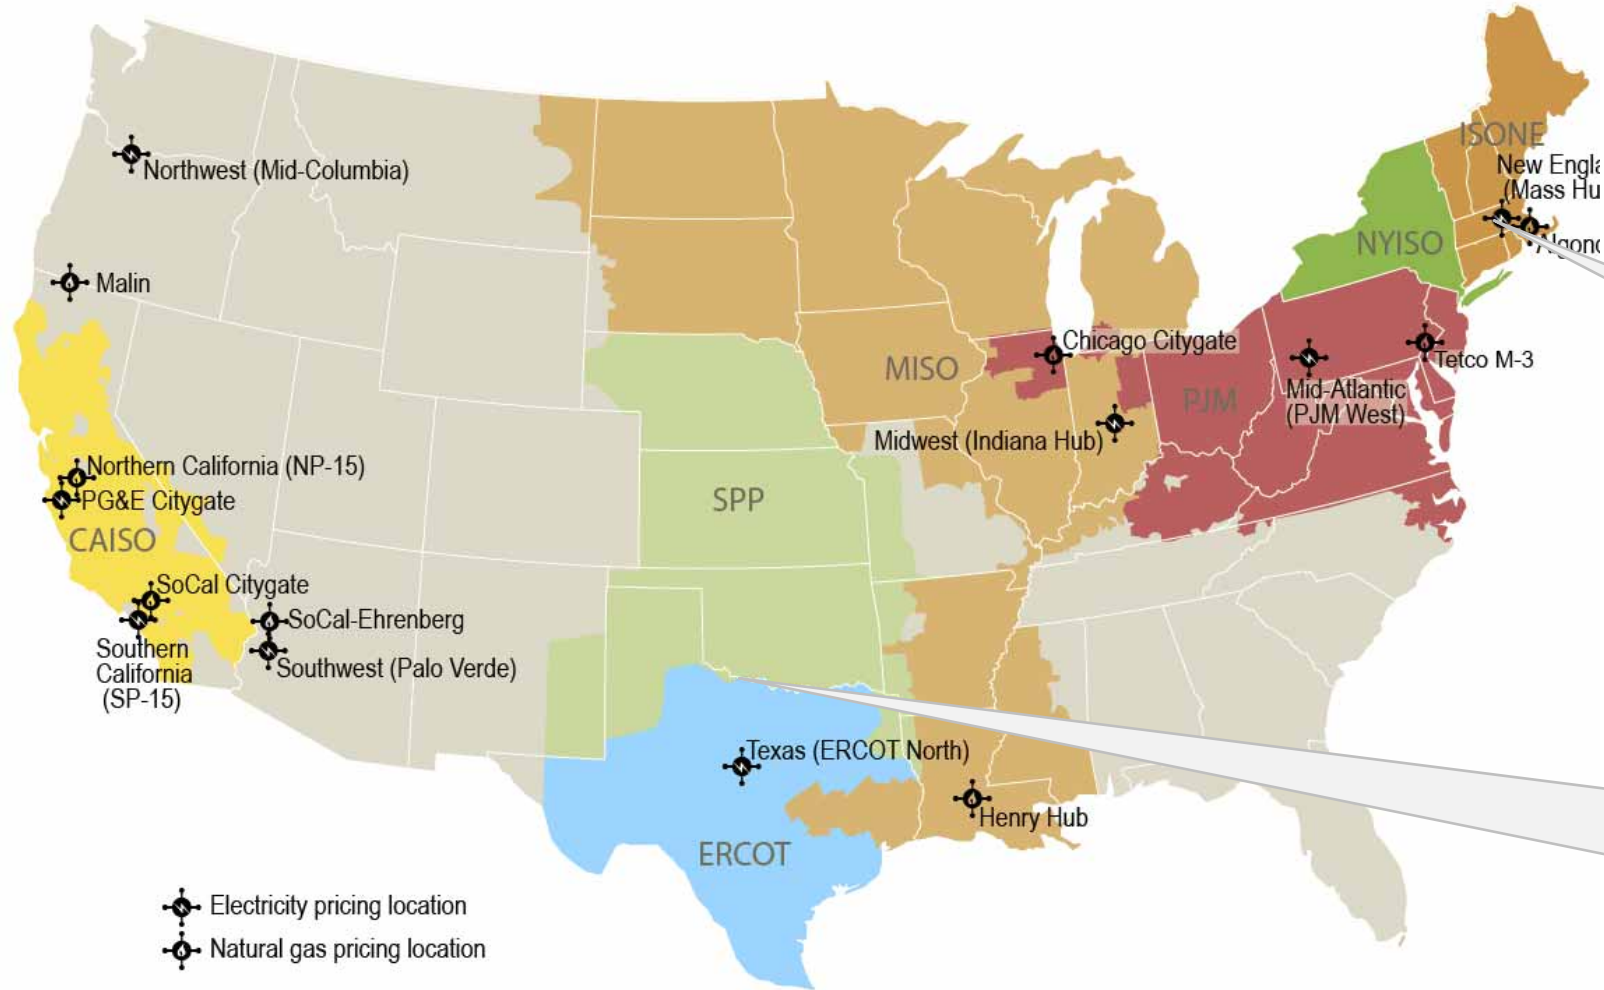 ISONE
New Engla
(Mass Hu
Northwest (Mid-Columbia)
NYISO
Algonc
Malin
Chicago Citygate
Tetco M-3
MISO
PJM
Mid-Atlantic
(PJM West)
Midwest (Indiana Hub)
Northern California (NP-15)
PG&E Citygate
SPP
CAISO
SoCal Citygate
SoCal-Ehrenberg
Southern
California
(SP-15)
Southwest (Palo Verde)
Texas (ERCOT North)
Henry Hub
ERCOT
Electricity pricing location
Natural gas pricing location